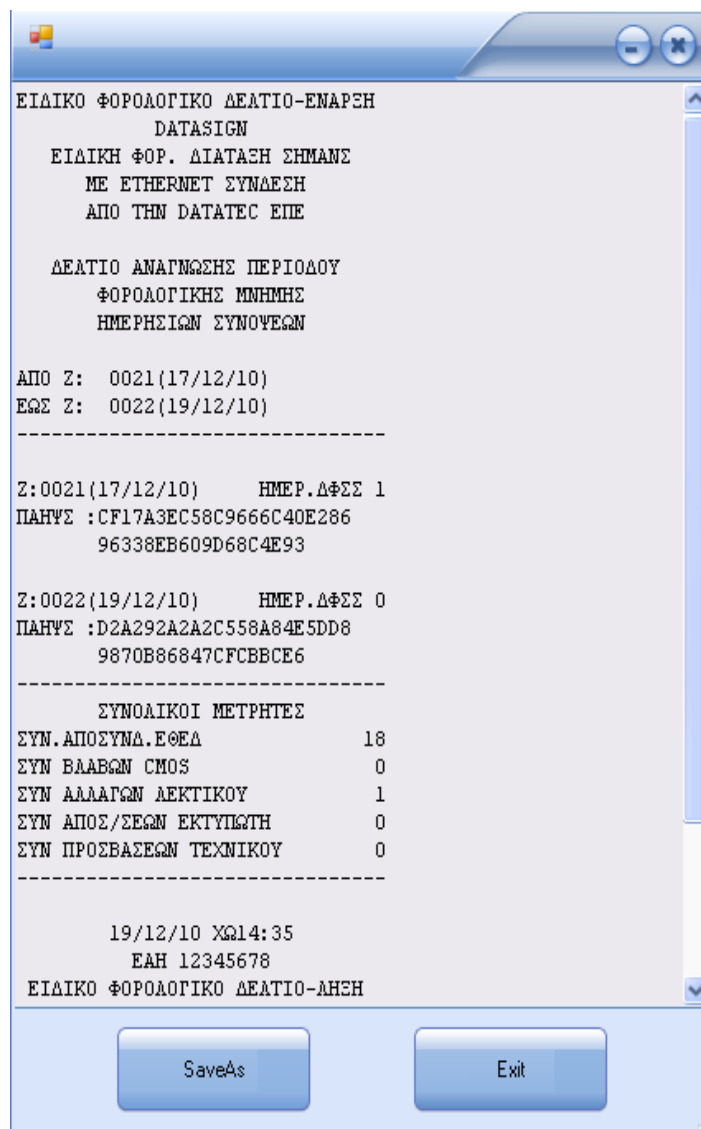 ΕΙΔΙΚΟ ΦΟΡΟΛΟΓΙΚΟ ΔΕΛΤΙΟ-ΕΝΑΡΞΗ
DATASIGN
ΕΙΔΙΚΗ ΦΟΡ. ΔΙΑΤΑΞΗ ΣΗΜΑΝΣ
ΜΕ ETHERNET ΣΥΝΔΕΣΗ
ΑΠΟ ΤΗΝ DATATEC ΕΠΕ
ΔΕΛΤΙΟ ΑΝΑΓΝΩΣΗΣ ΠΕΡΙΟΔΟΥ
ΦΟΡΟΛΟΓΙΚΗΣ ΜΝΗΜΗΣ
ΗΜΕΡΗΣΙΩΝ ΣΥΝΟΨΕΩΝ
ΑΠΟ Ζ: 0021(17/12/10)
ΕΩΣ Ζ: 0022(19/12/10)
--------------------------------
Ζ:0021(17/12/10) ΗΜΕΡ.ΔΦΣΣ 1
ΠΛΗΨΣ :CF17A3EC58C9666C40E286
96338EB609D68C4E93
Ζ:0022(19/12/10) ΗΜΕΡ.ΔΦΣΣ 0
ΠΛΗΨΣ :D2A292A2A2C558A84E5DD8
9870B86847CFCBBCE6
--------------------------------
ΣΥΝΟΛΙΚΟΙ ΜΕΤΡΗΤΕΣ
ΣΥΝ.ΑΠΟΣΥΝΔ.ΕΘΕΔ 18
ΣΥΝ ΒΛΑΒΩΝ CMOS 0
ΣΥΝ ΑΛΛΑΓΩΝ ΛΕΚΤΙΚΟΥ 1
ΣΥΝ ΑΠΟΣ/ΣΕΩΝ ΕΚΤΥΠΩΤΗ 0
ΣΥΝ ΠΡΟΣΒΑΣΕΩΝ ΤΕΧΝΙΚΟΥ 0
--------------------------------
19/12/10 ΧΩ14:35
ΕΛΗ 12345678
ΕΙΔΙΚΟ ΦΟΡΟΛΟΓΙΚΟ ΔΕΛΤΙΟ-ΛΗΞΗ
SaveAs
Exit